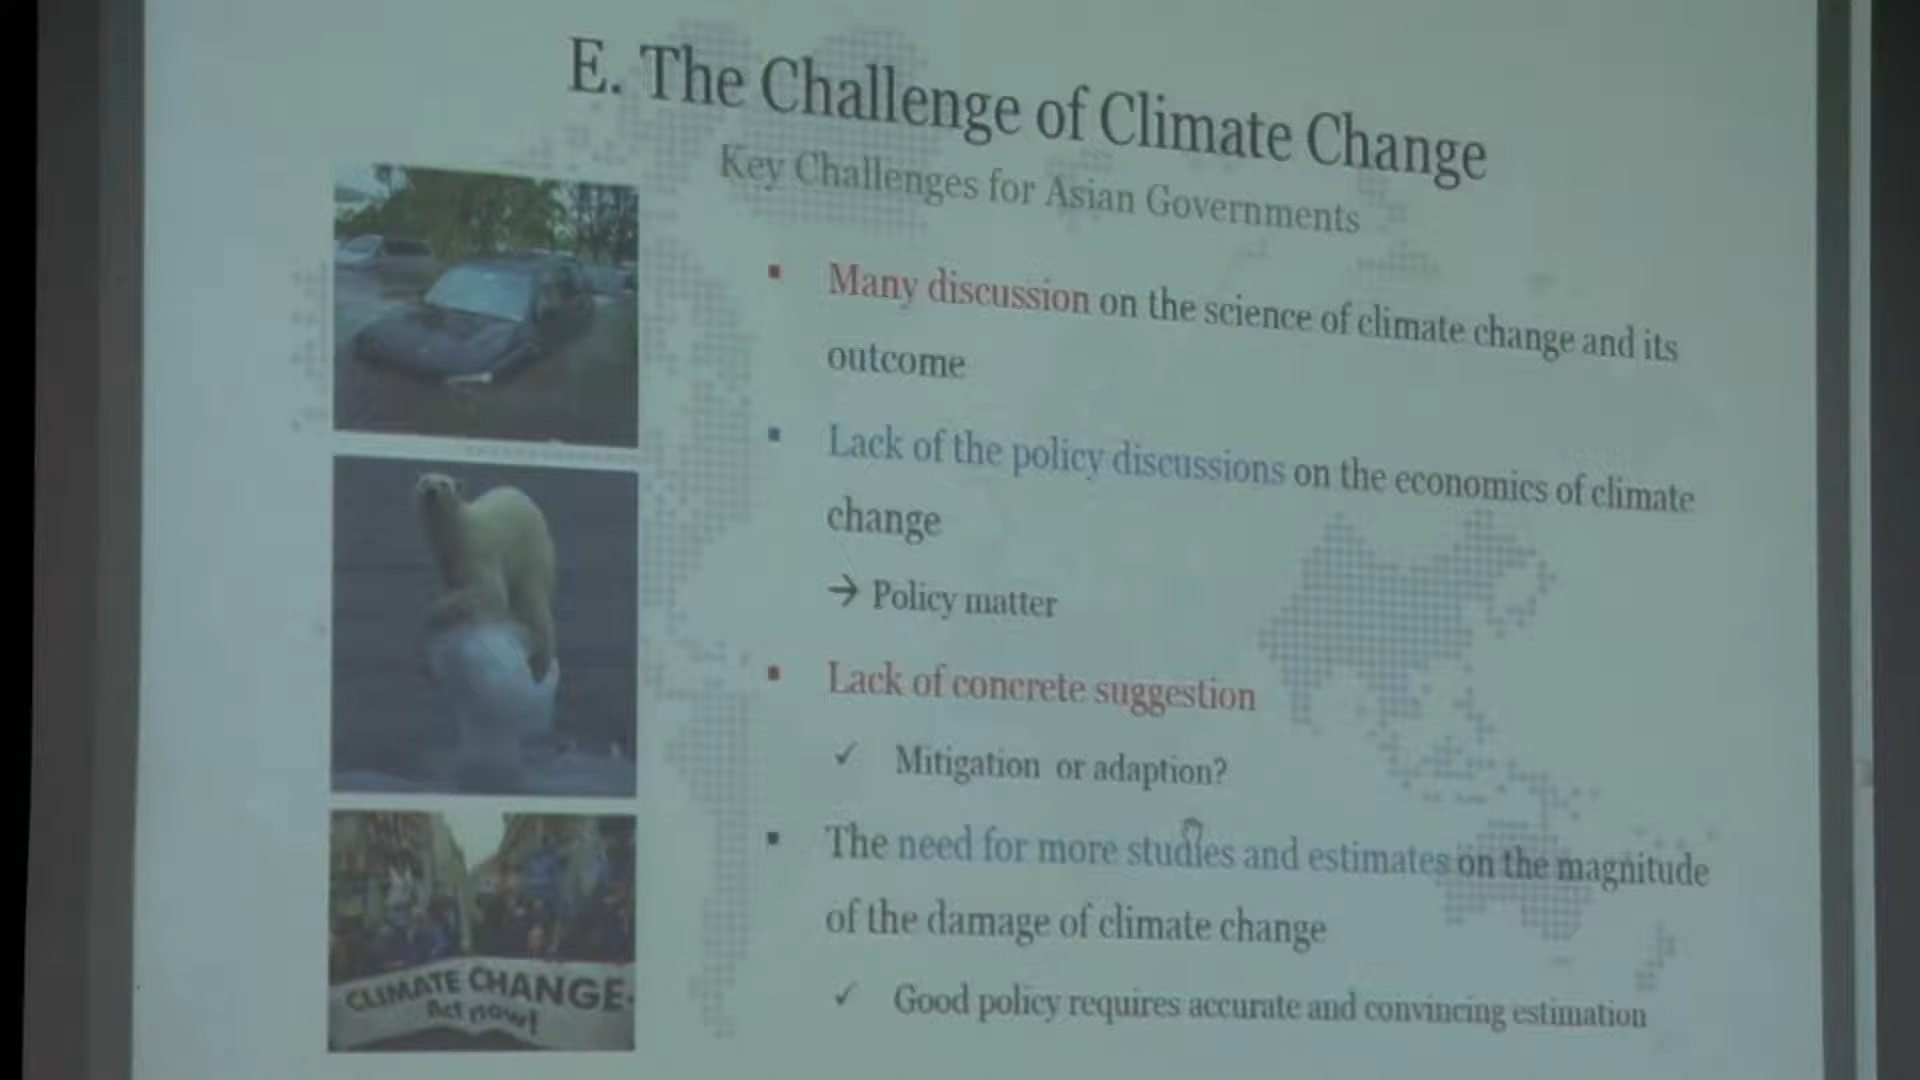 E. The Challenge of Climate Change
Key Challenges for Asian Governments
▪ Many discussion on the science of climate change and its
outcome
▪ Lack of the policy discussions on the economics of climate
change
→ Policy matter
▪ Lack of concrete suggestion
✓ Mitigation or adaption?
▪ The need for more studies and estimates on the magnitude
of the damage of climate change
✓ Good policy requires accurate and convincing estimation
CLIMATE CHANGE
Act now!